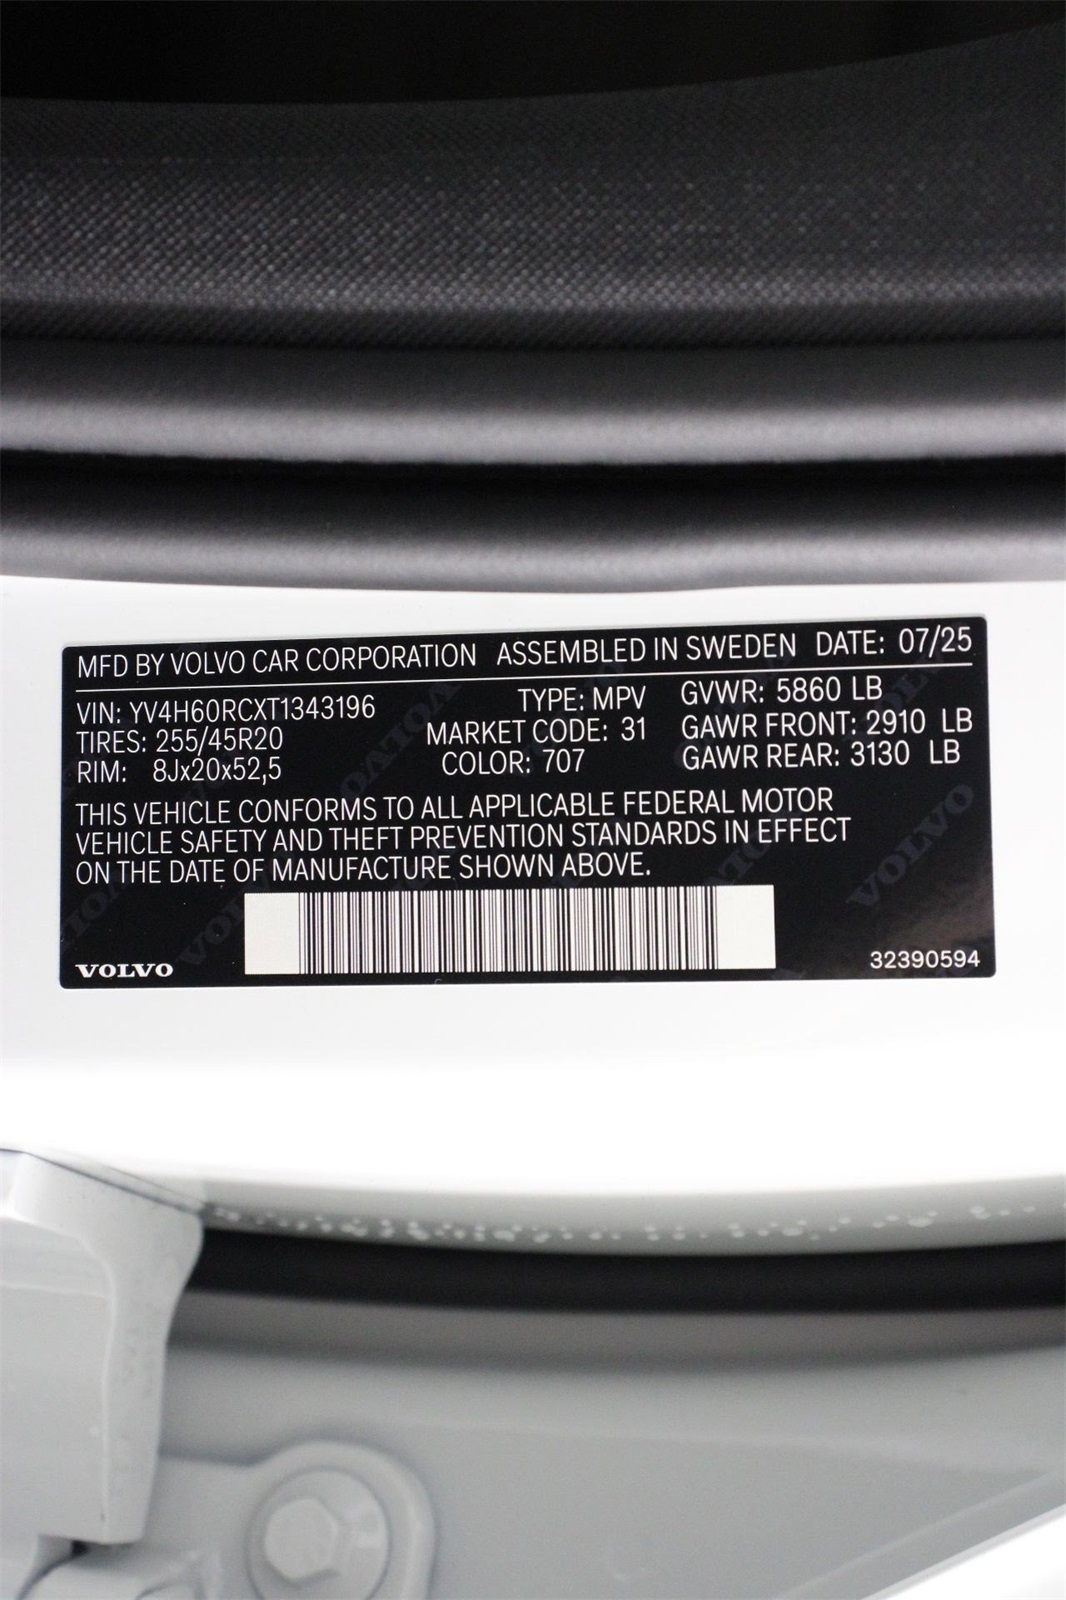 MFD BY VOLVO CAR CORPORATION ASSEMBLED IN SWEDEN DATE: 07/25
VIN: YV4H60RCXT1343196 TYPE: MPV GVWR: 5860 LB
TIRES: 255/45R20 MARKET CODE: 31 GAWR FRONT: 2910 LB
RIM: 8Jx20x52,5 COLOR: 707 GAWR REAR: 3130 LB
THIS VEHICLE CONFORMS TO ALL APPLICABLE FEDERAL MOTOR
VEHICLE SAFETY AND THEFT PREVENTION STANDARDS IN EFFECT
ON THE DATE OF MANUFACTURE SHOWN ABOVE.
VOLVO 32390594